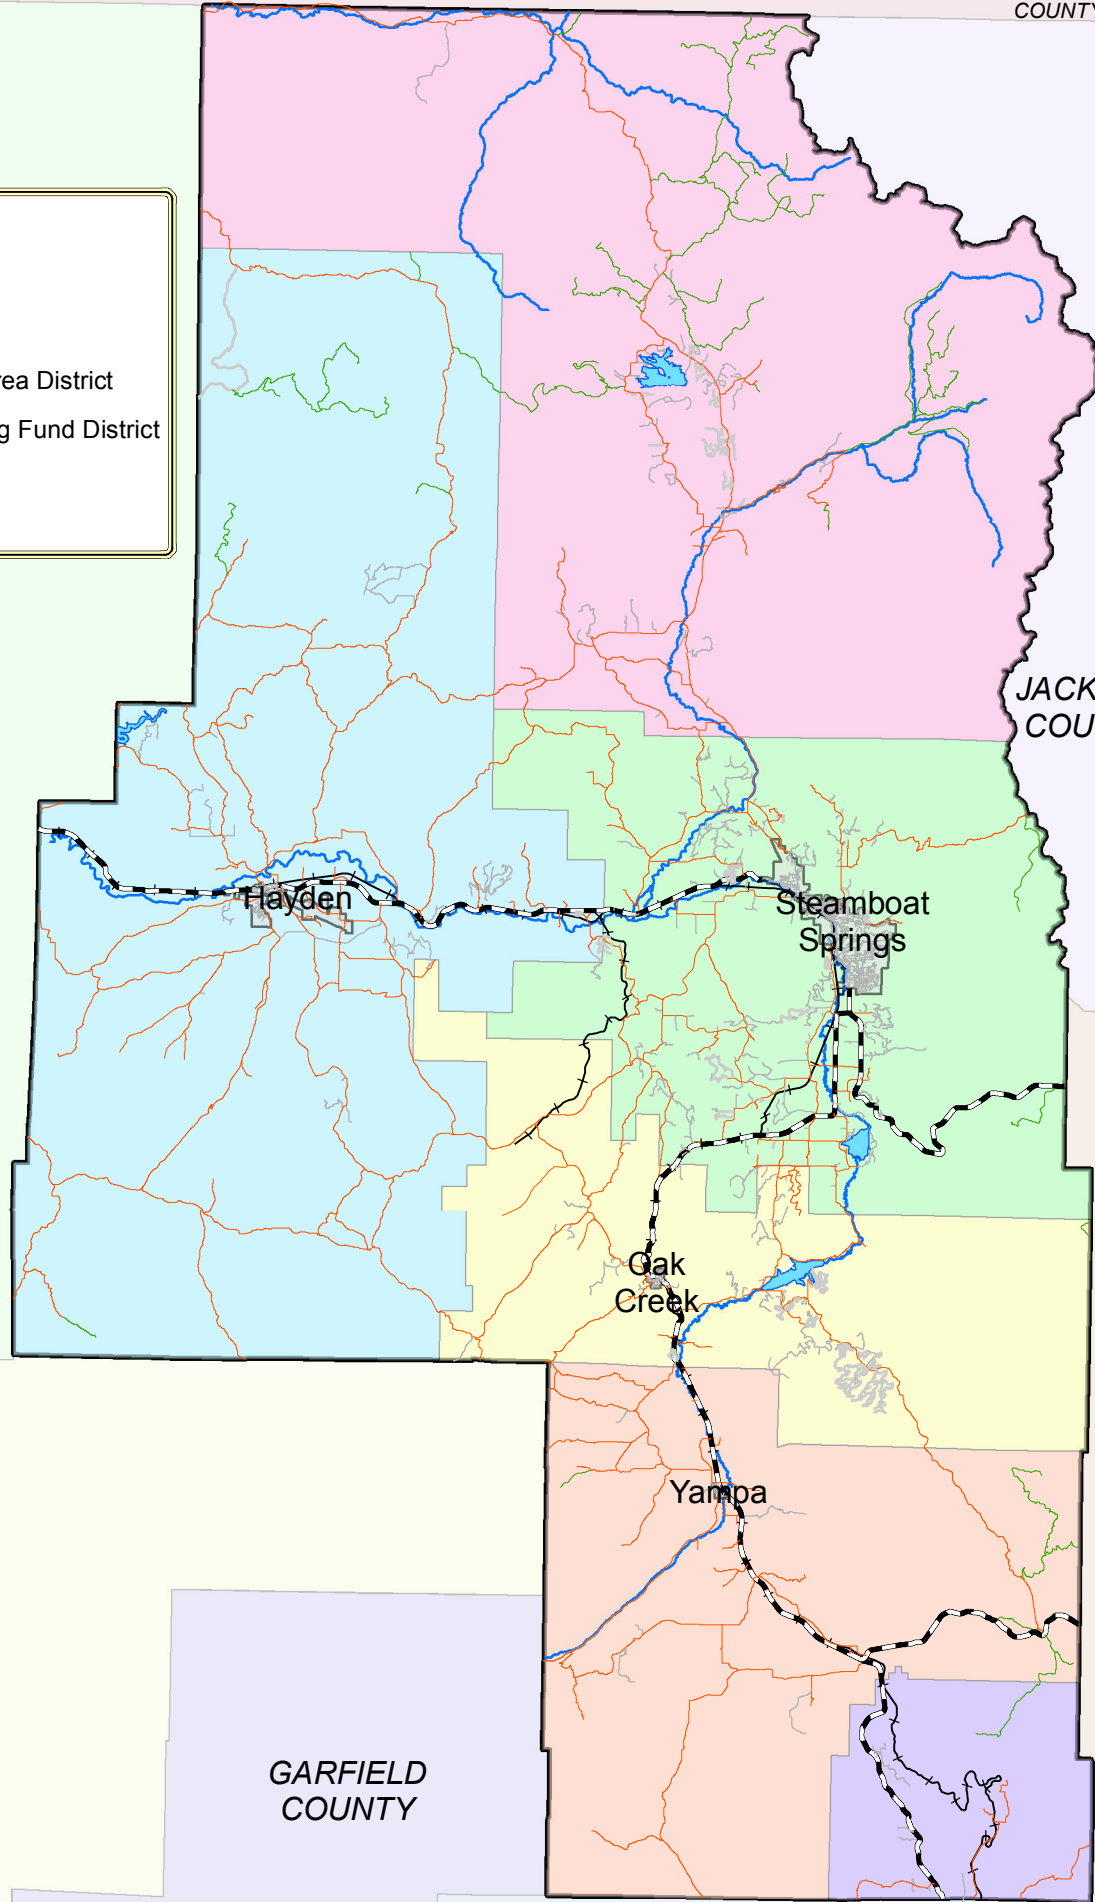 COUNTY
rea District
g Fund District
JACK
COU
Hayden
Steamboat
Springs
Oak
Creek
Yampa
GARFIELD
COUNTY